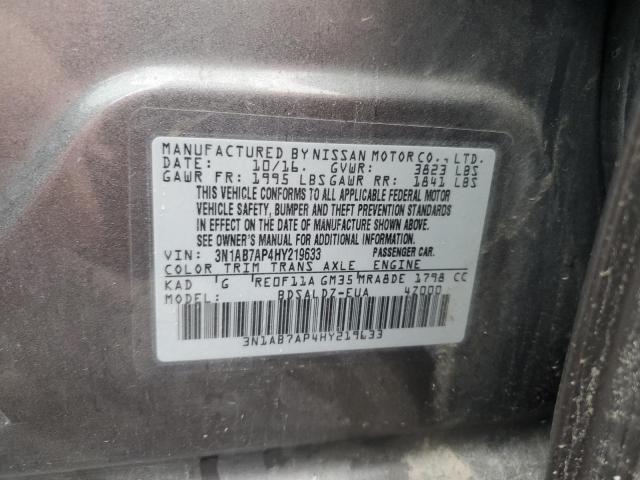 MANUFACTURED BY NISSAN MOTOR CO., LTD.
DATE: 10/16. GVWR: 3823 LBS
GAWR FR: 1995 LBS GAWR RR: 1841 LBS
THIS VEHICLE CONFORMS TO ALL APPLICABLE FEDERAL MOTOR
VEHICLE SAFETY, BUMPER AND THEFT PREVENTION STANDARDS
IN EFFECT ON THE DATE OF MANUFACTURE SHOWN ABOVE.
SEE OWNER'S MANUAL FOR ADDITIONAL INFORMATION.
VIN: 3N1AB7AP4HY219633 PASSENGER CAR.
COLOR TRIM TRANS AXLE ENGINE
KAD G RE0F11A GM35 MRA8DE 1798 CC
MODEL BDSALDZ-EUA 47000
3N1AB7AP4HY219633